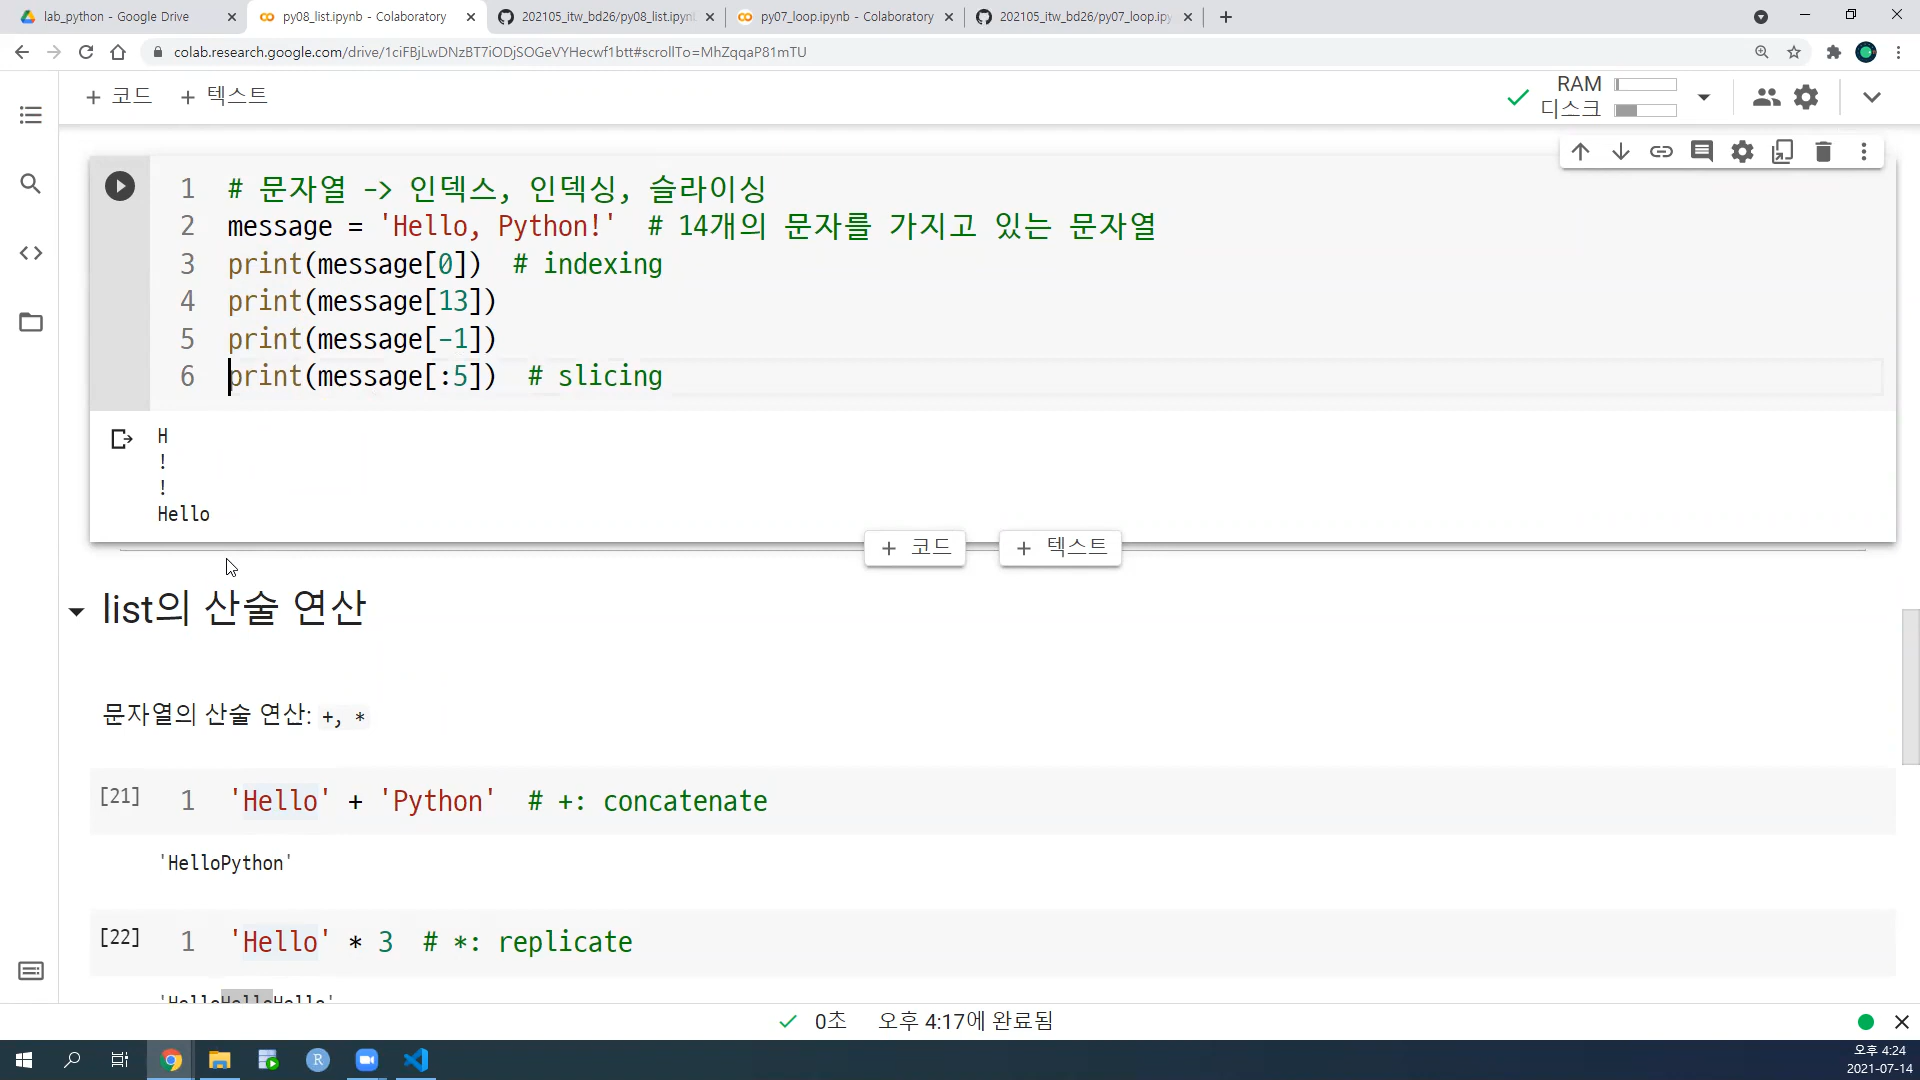 lab_python - Google Drive
py08_list.ipynb - Colaboratory
202105_itw_bd26/py08_list.ipyn
py07_loop.ipynb - Colaboratory
202105_itw_bd26/py07_loop.ipy
colab.research.google.com/drive/1ciFBjLwDNzBT7iODjSOGeVYHecwf1btt#scrollTo=MhZqqaP81mTU
+ 코드 + 텍스트
RAM
디스크
1 # 문자열 -> 인덱스, 인덱싱, 슬라이싱
2 message = 'Hello, Python!' # 14개의 문자를 가지고 있는 문자열
3 print(message[0]) # indexing
4 print(message[13])
5 print(message[-1])
6 print(message[:5]) # slicing
H
!
!
Hello
+ 코드 + 텍스트
list의 산술 연산
문자열의 산술 연산: +, *
[21] 1 'Hello' + 'Python' # +: concatenate
'HelloPython'
[22] 1 'Hello' * 3 # *: replicate
'HelloHelloHello'
0초 오후 4:17에 완료됨
오후 4:24
2021-07-14